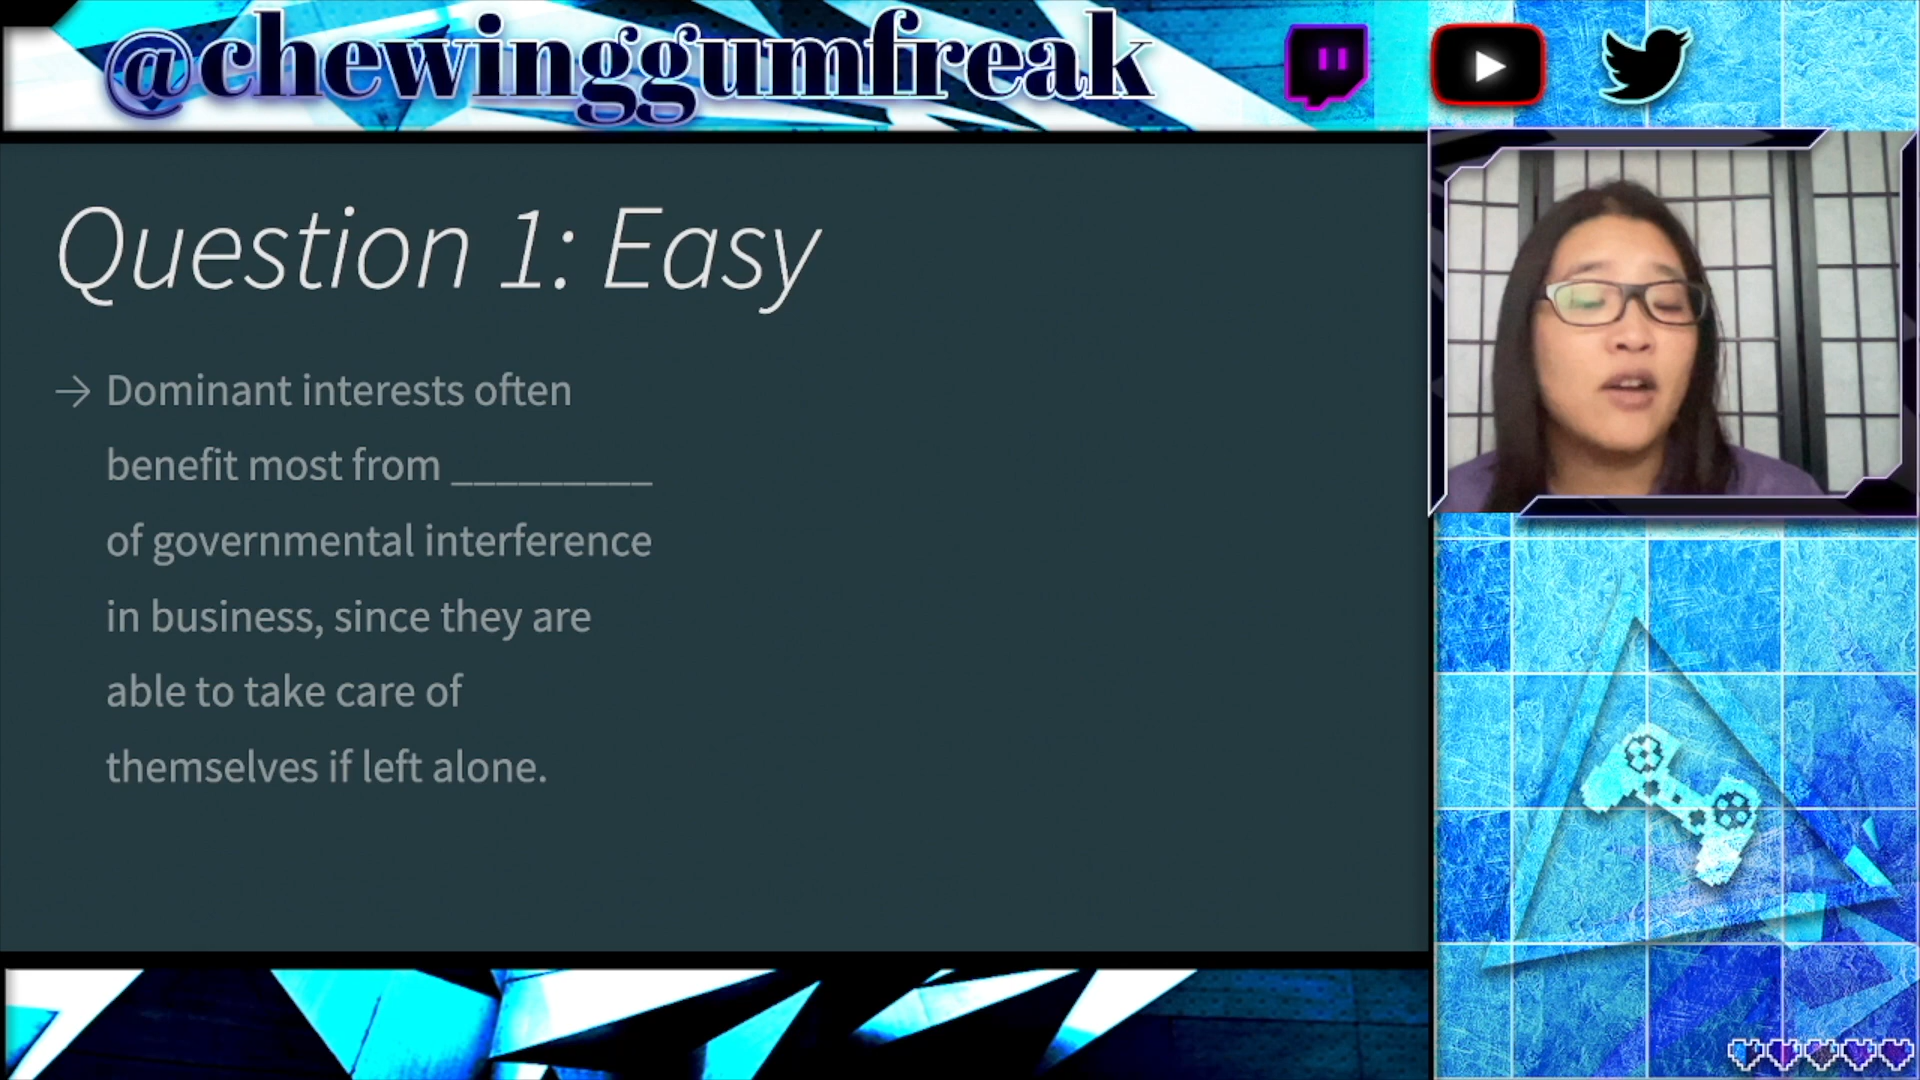 @chewinggumfreak
Question 1: Easy
→ Dominant interests often
benefit most from _________
of governmental interference
in business, since they are
able to take care of
themselves if left alone.